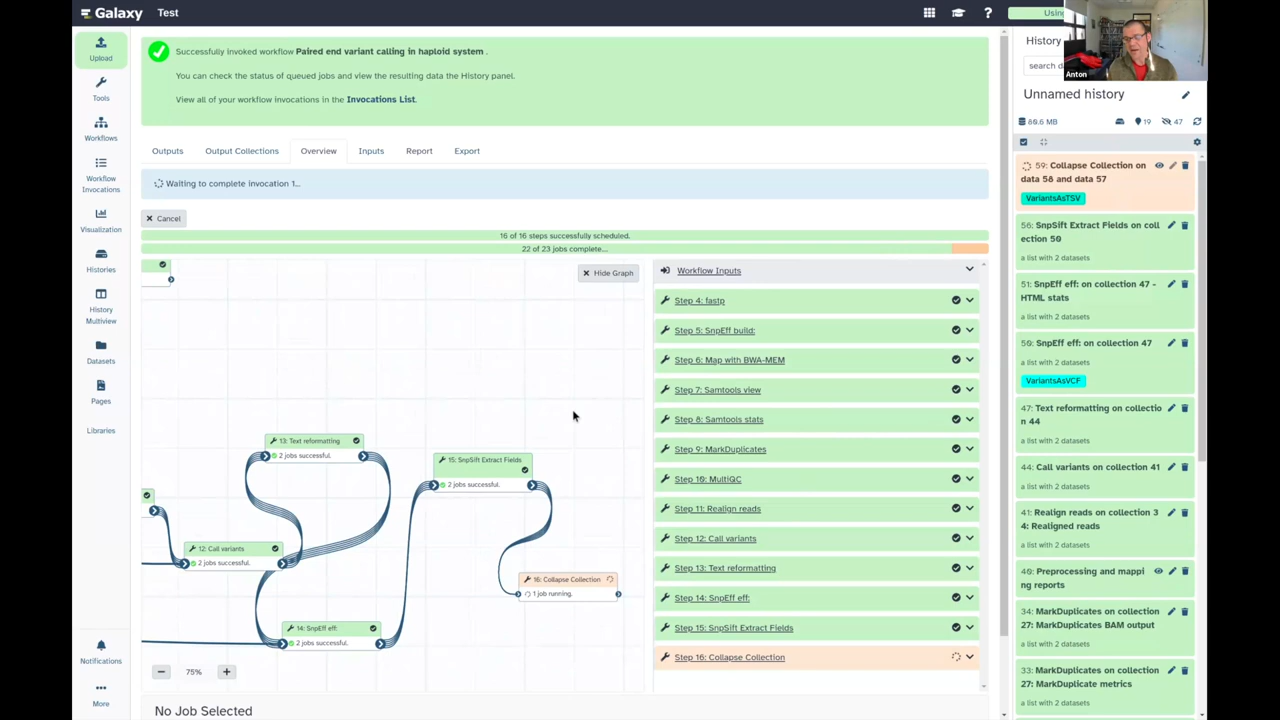 Galaxy
Test
Using
Upload
Tools
Workflows
Workflow
Invocations
Visualization
Histories
History
Multiview
Datasets
Pages
Libraries
Notifications
More
Successfully invoked workflow Paired end variant calling in haploid system .
You can check the status of queued jobs and view the resulting data the History panel.
View all of your workflow invocations in the Invocations List.
Outputs
Output Collections
Overview
Inputs
Report
Export
Waiting to complete invocation 1...
Cancel
16 of 16 steps successfully scheduled.
22 of 23 jobs complete...
Hide Graph
13: Text reformatting
2 jobs successful.
15: SnpSift Extract Fields
2 jobs successful.
12: Call variants
2 jobs successful.
16: Collapse Collection
1 job running.
14: SnpEff eff:
2 jobs successful.
75%
Workflow Inputs
Step 4: fastp
Step 5: SnpEff build:
Step 6: Map with BWA-MEM
Step 7: Samtools view
Step 8: Samtools stats
Step 9: MarkDuplicates
Step 10: MultiQC
Step 11: Realign reads
Step 12: Call variants
Step 13: Text reformatting
Step 14: SnpEff eff:
Step 15: SnpSift Extract Fields
Step 16: Collapse Collection
No Job Selected
History
Anton
search da
Unnamed history
80.6 MB
19
47
59: Collapse Collection on
data 58 and data 57
VariantsAsTSV
56: SnpSift Extract Fields on coll
ection 50
a list with 2 datasets
51: SnpEff eff: on collection 47 -
HTML stats
a list with 2 datasets
50: SnpEff eff: on collection 47
a list with 2 datasets
VariantsAsVCF
47: Text reformatting on collectio
n 44
a list with 2 datasets
44: Call variants on collection 41
a list with 2 datasets
41: Realign reads on collection 3
4: Realigned reads
a list with 2 datasets
40: Preprocessing and mappi
ng reports
34: MarkDuplicates on collection
27: MarkDuplicates BAM output
a list with 2 datasets
33: MarkDuplicates on collection
27: MarkDuplicate metrics
a list with 2 datasets